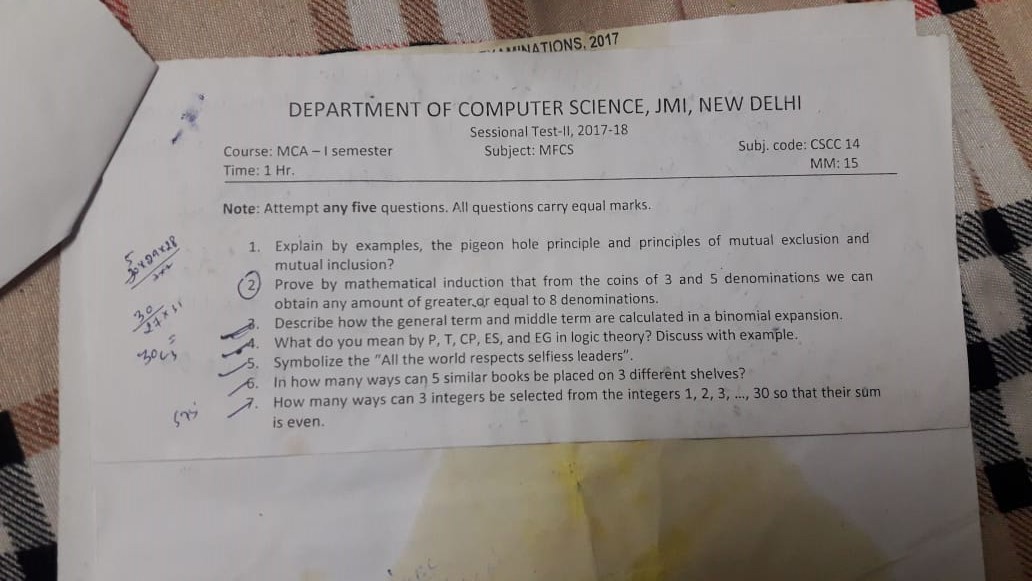 EXAMINATIONS, 2017
DEPARTMENT OF COMPUTER SCIENCE, JMI, NEW DELHI
Sessional Test-II, 2017-18
Course: MCA – I semester Subject: MFCS Subj. code: CSCC 14
Time: 1 Hr. MM: 15
Note: Attempt any five questions. All questions carry equal marks.
1. Explain by examples, the pigeon hole principle and principles of mutual exclusion and
mutual inclusion?
2. Prove by mathematical induction that from the coins of 3 and 5 denominations we can
obtain any amount of greater or equal to 8 denominations.
3. Describe how the general term and middle term are calculated in a binomial expansion.
4. What do you mean by P, T, CP, ES, and EG in logic theory? Discuss with example.
5. Symbolize the "All the world respects selfiess leaders".
6. In how many ways can 5 similar books be placed on 3 different shelves?
7. How many ways can 3 integers be selected from the integers 1, 2, 3, ..., 30 so that their sum
is even.
30×29×28
30